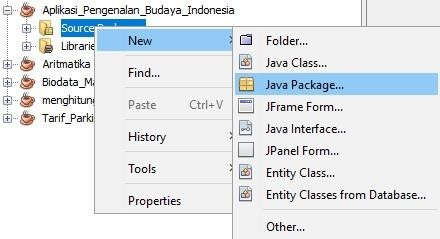 Aplikasi_Pengenalan_Budaya_Indonesia
Source
Librarie
Aritmatika
Biodata_Ma
menghitung
Tarif_Parki
New
Find...
Paste Ctrl+V
History
Tools
Properties
Folder...
Java Class...
Java Package...
JFrame Form...
Java Interface...
JPanel Form...
Entity Class...
Entity Classes from Database...
Other...